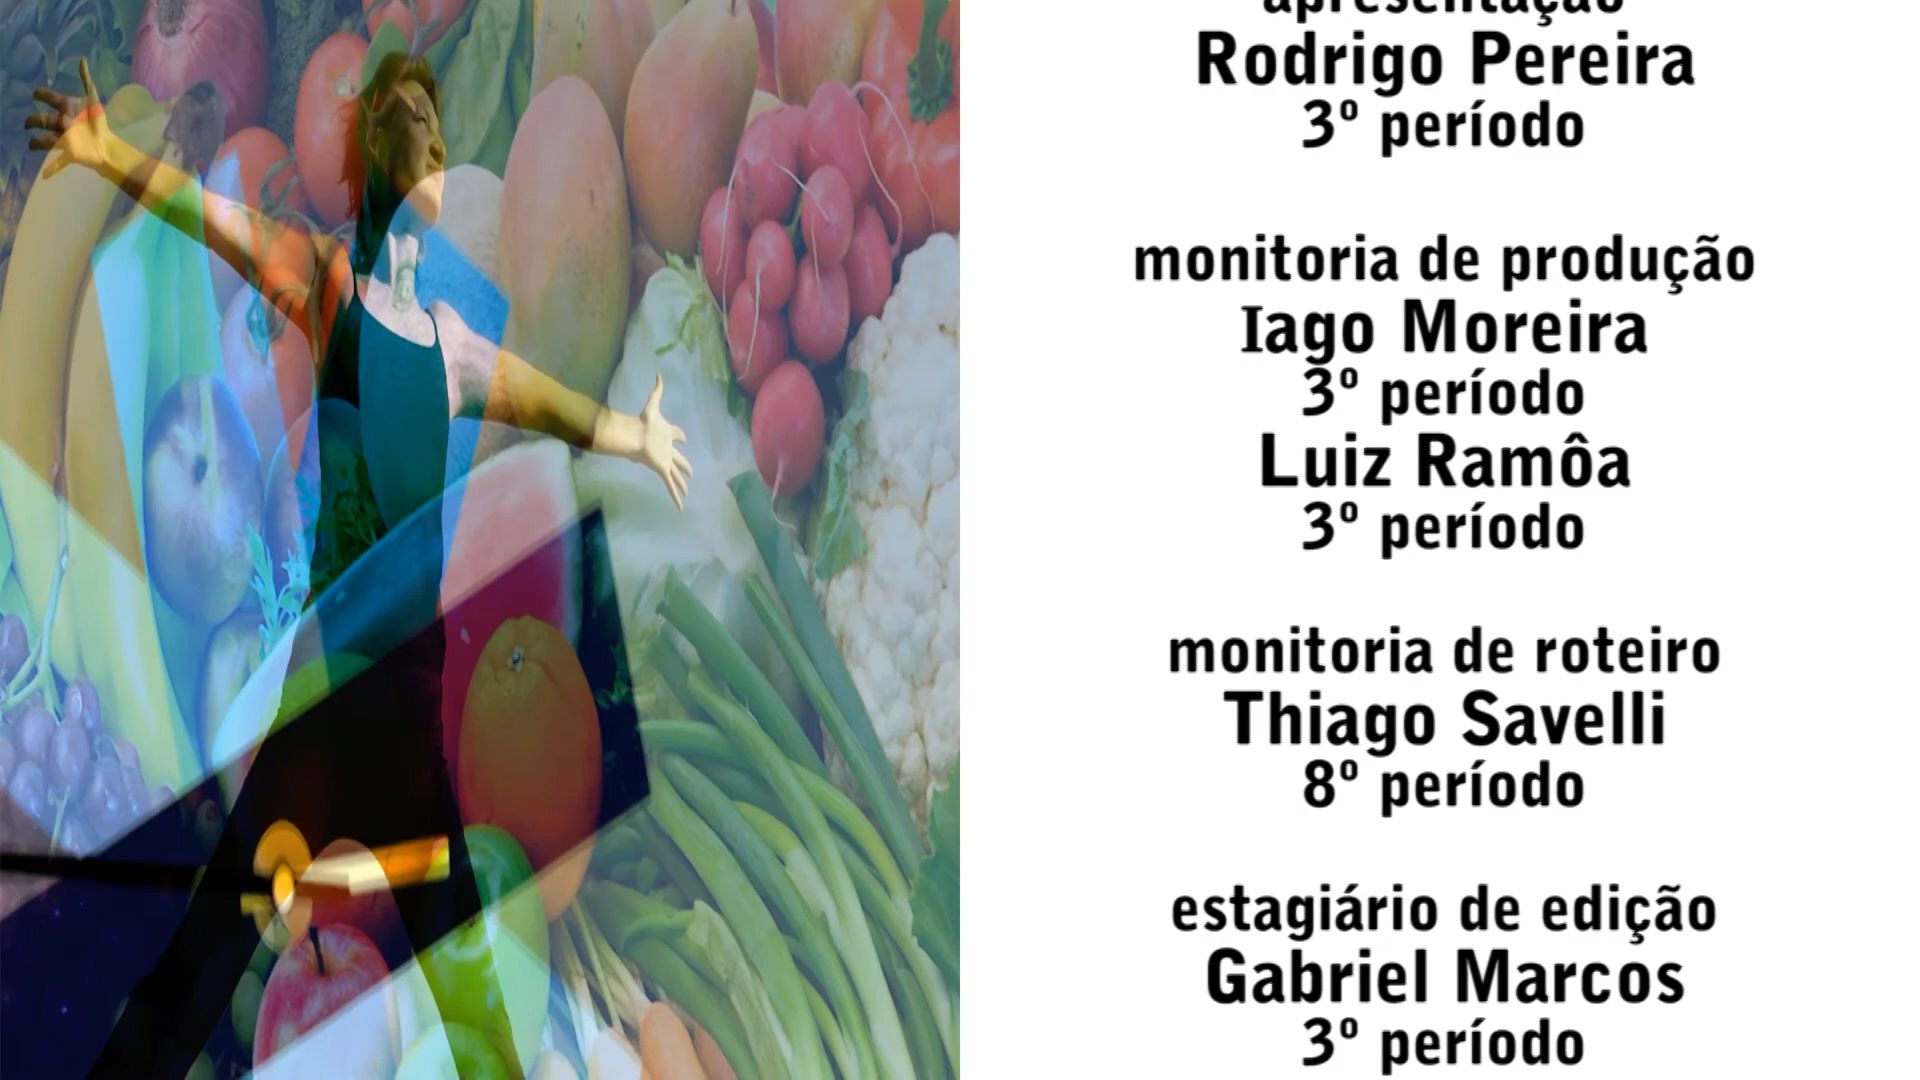 apresentação
Rodrigo Pereira
3º período
monitoria de produção
Iago Moreira
3º período
Luiz Ramôa
3º período
monitoria de roteiro
Thiago Savelli
8º período
estagiário de edição
Gabriel Marcos
3º período